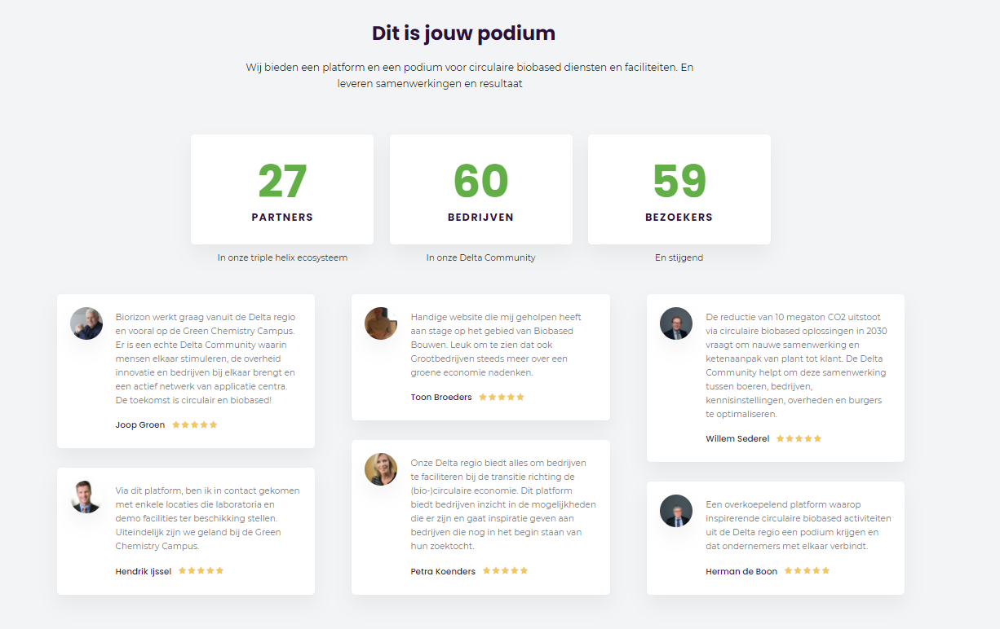 Dit is jouw podium
Wij bieden een platform en een podium voor circulaire biobased diensten en faciliteiten. En
leveren samenwerkingen en resultaat
27
PARTNERS
In onze triple helix ecosysteem
60
BEDRIJVEN
In onze Delta Community
59
BEZOEKERS
En stijgend
Biorizon werkt graag vanuit de Delta regio
en vooral op de Green Chemistry Campus.
Er is een echte Delta Community waarin
mensen elkaar stimuleren, de overheid
innovatie en bedrijven bij elkaar brengt en
een actief netwerk van applicatie centra.
De toekomst is circulair en biobased!
Joop Groen
Via dit platform, ben ik in contact gekomen
met enkele locaties die laboratoria en
demo facilities ter beschikking stellen.
Uiteindelijk zijn we geland bij de Green
Chemistry Campus.
Hendrik Ijssel
Handige website die mij geholpen heeft
aan stage op het gebied van Biobased
Bouwen. Leuk om te zien dat ook
Grootbedrijven steeds meer over een
groene economie nadenken.
Toon Broeders
Onze Delta regio biedt alles om bedrijven
te faciliteren bij de transitie richting de
(bio-)circulaire economie. Dit platform
biedt bedrijven inzicht in de mogelijkheden
die er zijn en gaat inspiratie geven aan
bedrijven die nog in het begin staan van
hun zoektocht.
Petra Koenders
De reductie van 10 megaton CO2 uitstoot
via circulaire biobased oplossingen in 2030
vraagt om nauwe samenwerking en
ketenaanpak van plant tot klant. De Delta
Community helpt om deze samenwerking
tussen boeren, bedrijven,
kennisinstellingen, overheden en burgers
te optimaliseren.
Willem Sederel
Een overkoepelend platform waarop
inspirerende circulaire biobased activiteiten
uit de Delta regio een podium krijgen en
dat ondernemers met elkaar verbindt.
Herman de Boon